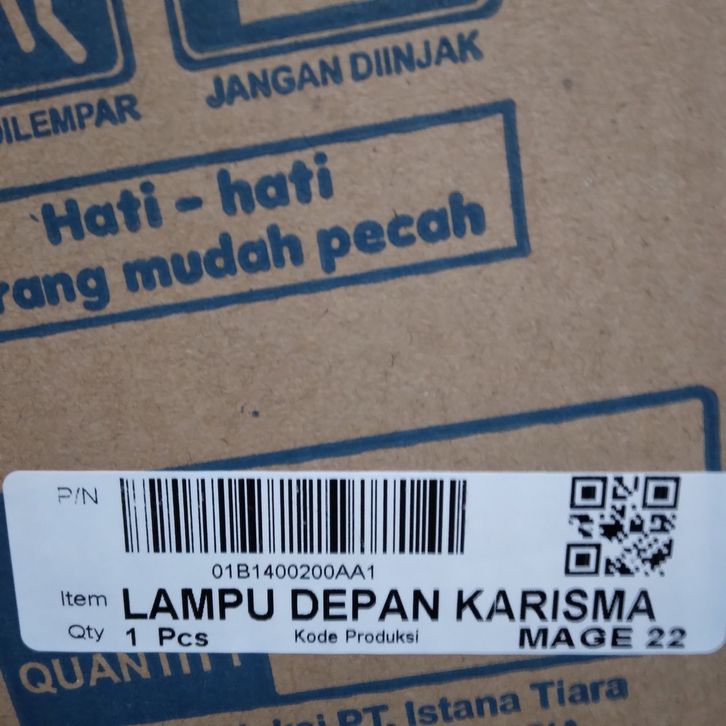 JANGAN DIINJAK
DILEMPAR
Hati - hati
rang mudah pecah
P/N
01B1400200AA1
Item LAMPU DEPAN KARISMA
Qty 1 Pcs Kode Produksi MAGE 22
QUANTITY
PT. Istana Tiara